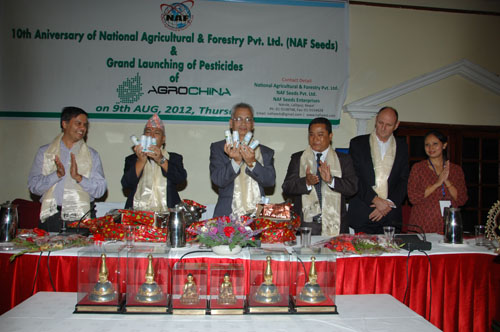 NAF
10th Aniversary of National Agricultural & Forestry Pvt. Ltd. (NAF Seeds)
&
Grand Launching of Pesticides
of
AGROCHINA
on 9th AUG, 2012, Thurs
Contact Detail
National Agricultural & Forestry Pvt. Ltd.
NAF Seeds Pvt. Ltd.
NAF Seeds Enterprises